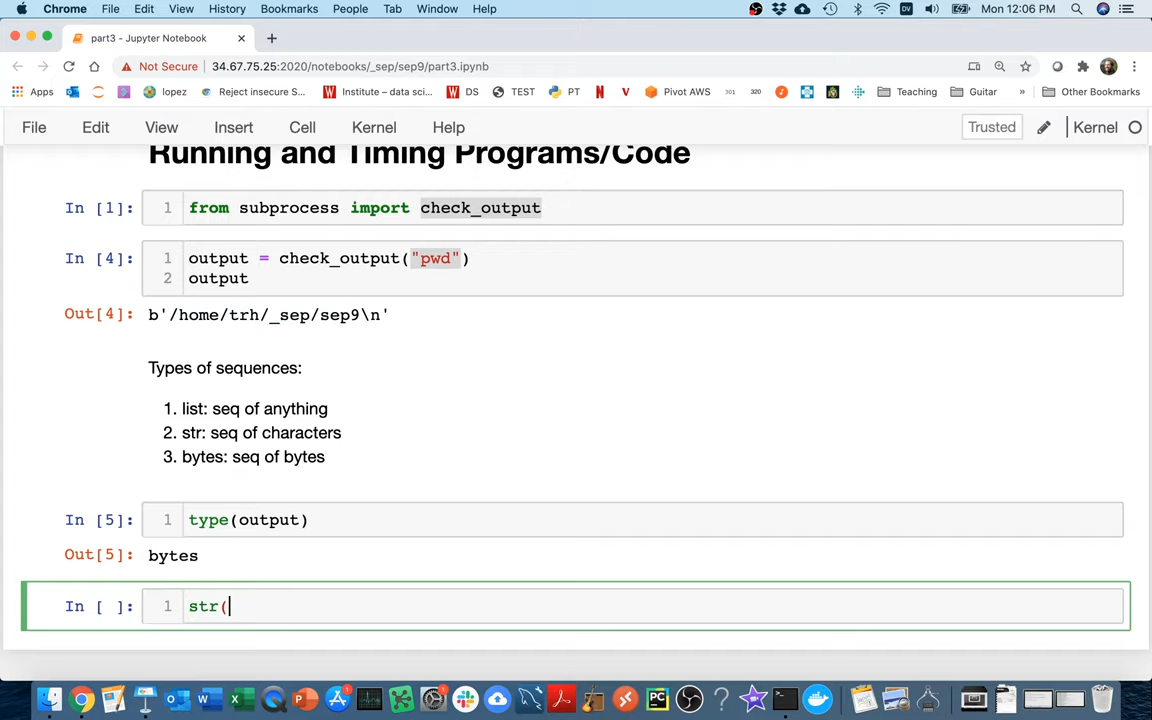 Chrome File Edit View History Bookmarks People Tab Window Help Mon 12:06 PM
part3 - Jupyter Notebook
Not Secure 34.67.75.25:2020/notebooks/_sep/sep9/part3.ipynb
Apps lopez Reject insecure S... Institute – data sci... DS TEST PT Pivot AWS 301 320 Teaching Guitar » Other Bookmarks
File Edit View Insert Cell Kernel Help Trusted Kernel
Running and Timing Programs/Code
In [1]: 1 from subprocess import check_output
In [4]: 1 output = check_output("pwd")
2 output
Out[4]: b'/home/trh/_sep/sep9\n'
Types of sequences:
1. list: seq of anything
2. str: seq of characters
3. bytes: seq of bytes
In [5]: 1 type(output)
Out[5]: bytes
In [ ]: 1 str(